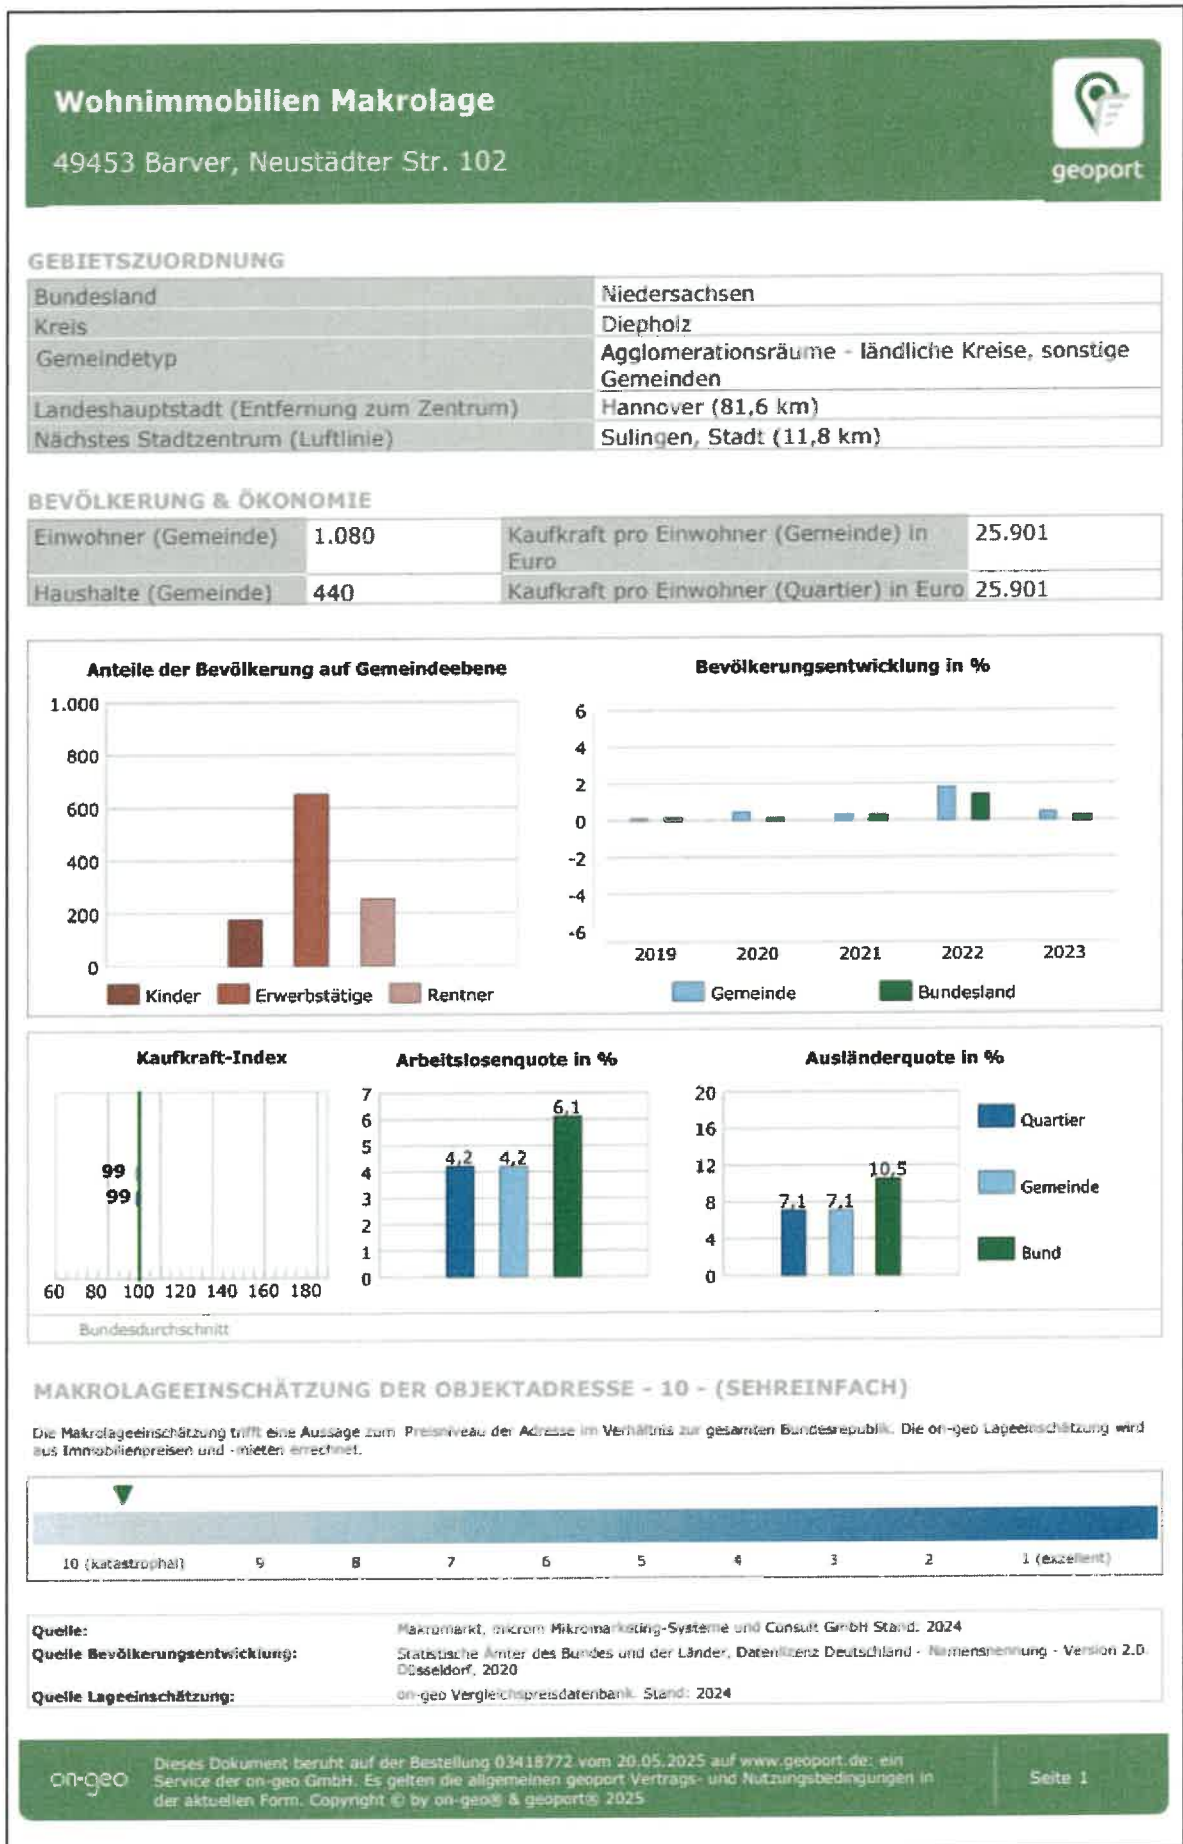 Wohnimmobilien Makrolage
49453 Barver, Neustädter Str. 102
geoport
GEBIETSZUORDNUNG
Bundesland Niedersachsen
Kreis Diepholz
Gemeindetyp Agglomerationsräume - ländliche Kreise, sonstige
Gemeinden
Landeshauptstadt (Entfernung zum Zentrum) Hannover (81,6 km)
Nächstes Stadtzentrum (Luftlinie) Sulingen, Stadt (11,8 km)
BEVÖLKERUNG & ÖKONOMIE
Einwohner (Gemeinde) 1.080 Kaufkraft pro Einwohner (Gemeinde) in 25.901
Euro
Haushalte (Gemeinde) 440 Kaufkraft pro Einwohner (Quartier) in Euro 25.901
Anteile der Bevölkerung auf Gemeindeebene
1.000
800
600
400
200
0
Kinder Erwerbstätige Rentner
Bevölkerungsentwicklung in %
6
4
2
0
-2
-4
-6
2019 2020 2021 2022 2023
Gemeinde Bundesland
Kaufkraft-Index
99
99
60 80 100 120 140 160 180
Arbeitslosenquote in %
7
6
5
4
3
2
1
0
4,2 4,2 6,1
Ausländerquote in %
20
16
12
8
4
0
7,1 7,1 10,5
Quartier
Gemeinde
Bund
Bundesdurchschnitt
MAKROLAGEEINSCHÄTZUNG DER OBJEKTADRESSE - 10 - (SEHREINFACH)
Die Makrolageeinschätzung trifft eine Aussage zum Preisniveau der Adresse im Verhältnis zur gesamten Bundesrepublik. Die on-geo Lageeinschätzung wird
aus Immobilienpreisen und -mieten errechnet.
10 (katastrophal) 9 8 7 6 5 4 3 2 1 (exzellent)
Quelle: Makromarkt, microm Mikromarketing-Systeme und Consult GmbH Stand: 2024
Quelle Bevölkerungsentwicklung: Statistische Ämter des Bundes und der Länder, Datenlizenz Deutschland - Namensnennung - Version 2.0.
Düsseldorf, 2020
Quelle Lageeinschätzung: on-geo Vergleichspreisdatenbank. Stand: 2024
on-geo
Dieses Dokument beruht auf der Bestellung 03418772 vom 20.05.2025 auf www.geoport.de: ein
Service der on-geo GmbH. Es gelten die allgemeinen geoport Vertrags- und Nutzungsbedingungen in
der aktuellen Form. Copyright © by on-geo® & geoport® 2025
Seite 1